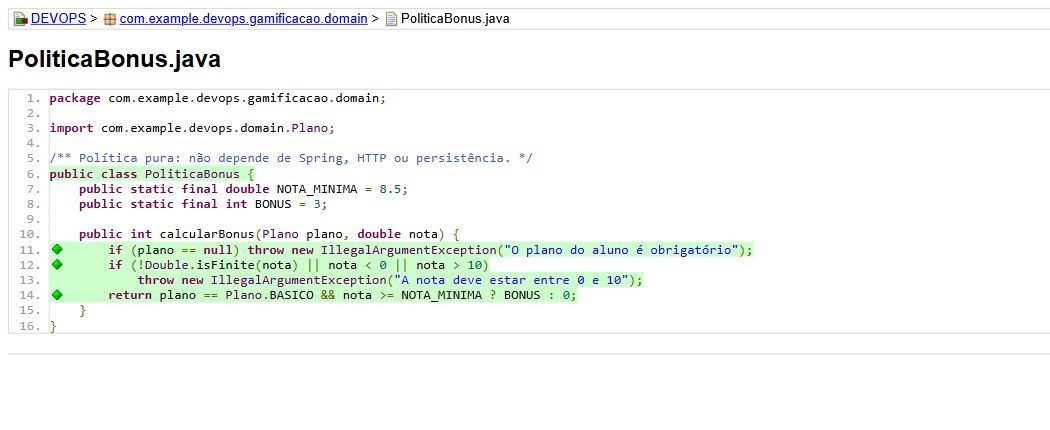 DEVOPS > com.example.devops.gamificacao.domain > PoliticaBonus.java
PoliticaBonus.java
1. package com.example.devops.gamificacao.domain;
2.
3. import com.example.devops.domain.Plano;
4.
5. /** Política pura: não depende de Spring, HTTP ou persistência. */
6. public class PoliticaBonus {
7.     public static final double NOTA_MINIMA = 8.5;
8.     public static final int BONUS = 3;
9.
10.     public int calcularBonus(Plano plano, double nota) {
11.         if (plano == null) throw new IllegalArgumentException("O plano do aluno é obrigatório");
12.         if (!Double.isFinite(nota) || nota < 0 || nota > 10)
13.             throw new IllegalArgumentException("A nota deve estar entre 0 e 10");
14.         return plano == Plano.BASICO && nota >= NOTA_MINIMA ? BONUS : 0;
15.     }
16. }